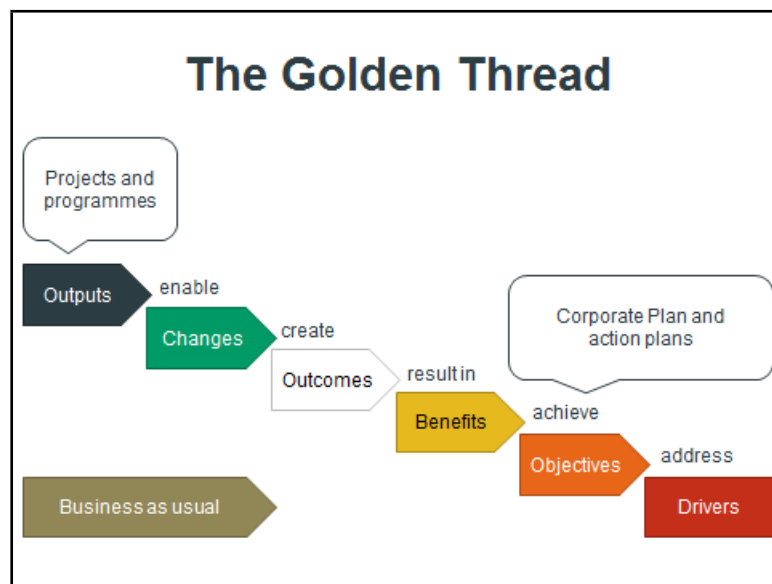 The Golden Thread
Projects and
programmes
Outputs
enable
Changes
create
Outcomes
result in
Benefits
Corporate Plan and
action plans
achieve
Objectives
address
Drivers
Business as usual